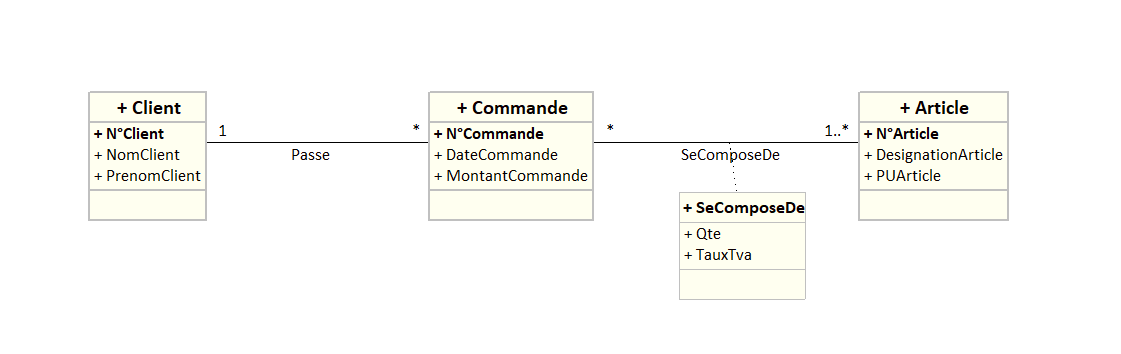 + Client
+ N°Client
+ NomClient
+ PrenomClient
1
*
Passe
+ Commande
+ N°Commande
+ DateCommande
+ MontantCommande
*
1..*
SeComposeDe
+ SeComposeDe
+ Qte
+ TauxTva
+ Article
+ N°Article
+ DesignationArticle
+ PUArticle